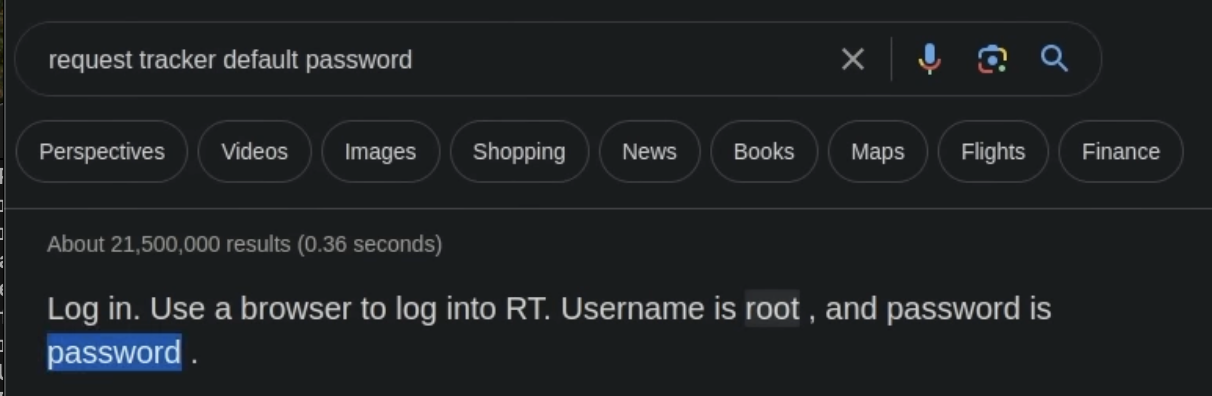 request tracker default password
Perspectives Videos Images Shopping News Books Maps Flights Finance
About 21,500,000 results (0.36 seconds)
Log in. Use a browser to log into RT. Username is root , and password is
password .